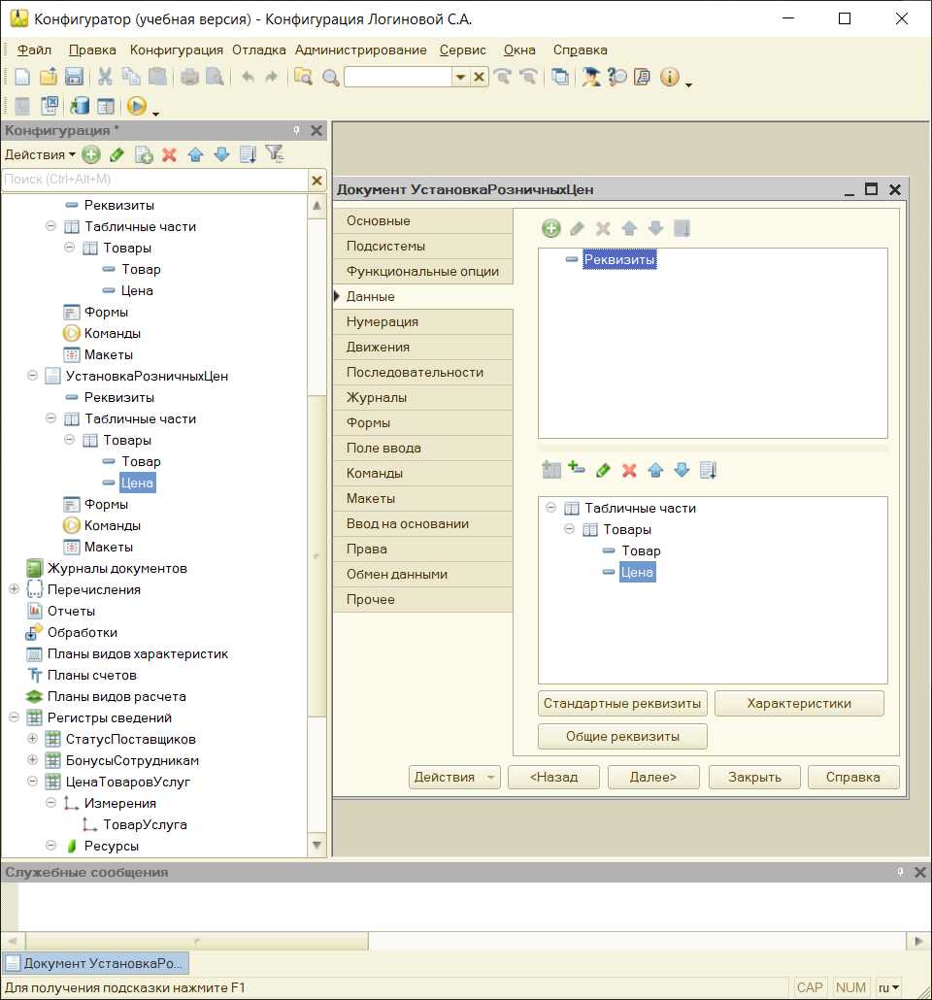 Конфигуратор (учебная версия) - Конфигурация Логиновой С.А.
Файл Правка Конфигурация Отладка Администрирование Сервис Окна Справка
Конфигурация *
Действия
Поиск (Ctrl+Alt+M)
Реквизиты
Табличные части
Товары
Товар
Цена
Формы
Команды
Макеты
УстановкаРозничныхЦен
Реквизиты
Табличные части
Товары
Товар
Цена
Формы
Команды
Макеты
Журналы документов
Перечисления
Отчеты
Обработки
Планы видов характеристик
Планы счетов
Планы видов расчета
Регистры сведений
СтатусПоставщиков
БонусыСотрудникам
ЦенаТоваровУслуг
Измерения
ТоварУслуга
Ресурсы
Документ УстановкаРозничныхЦен
Основные
Подсистемы
Функциональные опции
Данные
Нумерация
Движения
Последовательности
Журналы
Формы
Поле ввода
Команды
Макеты
Ввод на основании
Права
Обмен данными
Прочее
Реквизиты
Табличные части
Товары
Товар
Цена
Стандартные реквизиты Характеристики
Общие реквизиты
Действия <Назад Далее> Закрыть Справка
Служебные сообщения
Документ УстановкаРо...
Для получения подсказки нажмите F1 CAP NUM ru